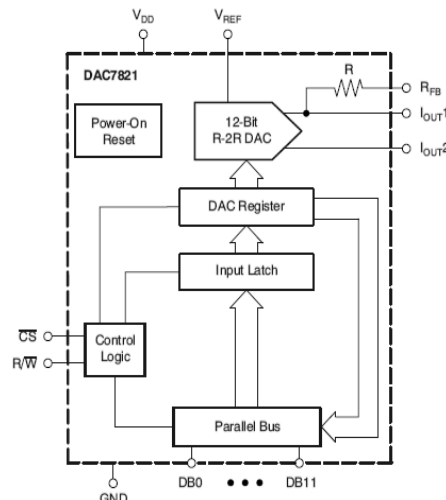 V_DD
V_REF
DAC7821
R
R_FB
Power-On
Reset
12-Bit
R-2R DAC
I_OUT1
I_OUT2
DAC Register
Input Latch
C̅S̅
R/W̅
Control
Logic
Parallel Bus
GND
DB0 • • • DB11